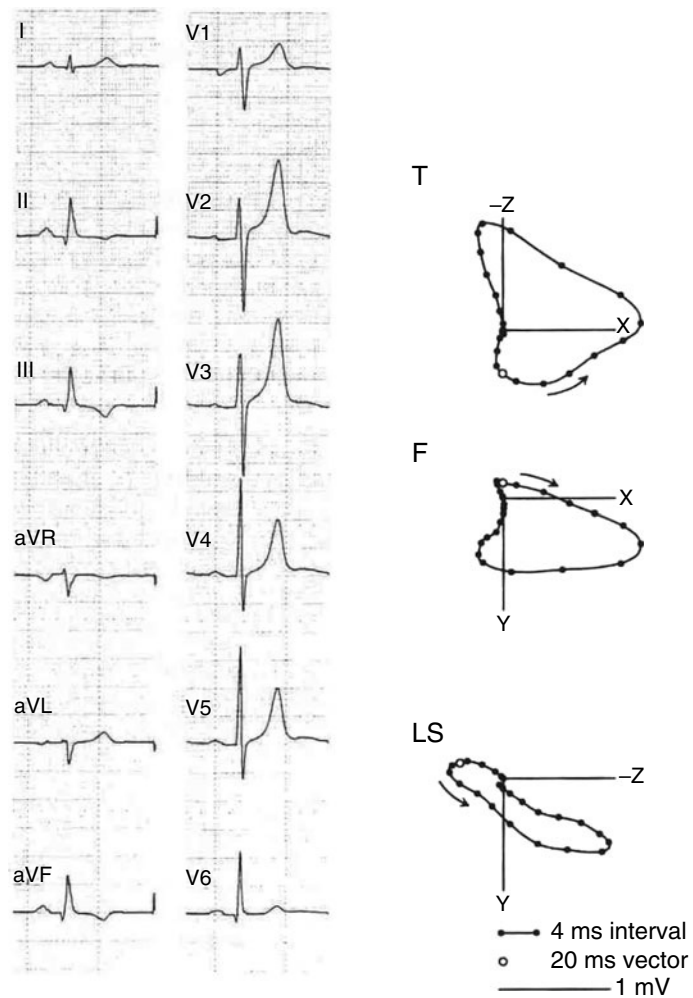 I
V1
II
V2
III
V3
aVR
V4
aVL
V5
aVF
V6
T
–Z
X
F
X
Y
LS
–Z
Y
4 ms interval
20 ms vector
1 mV